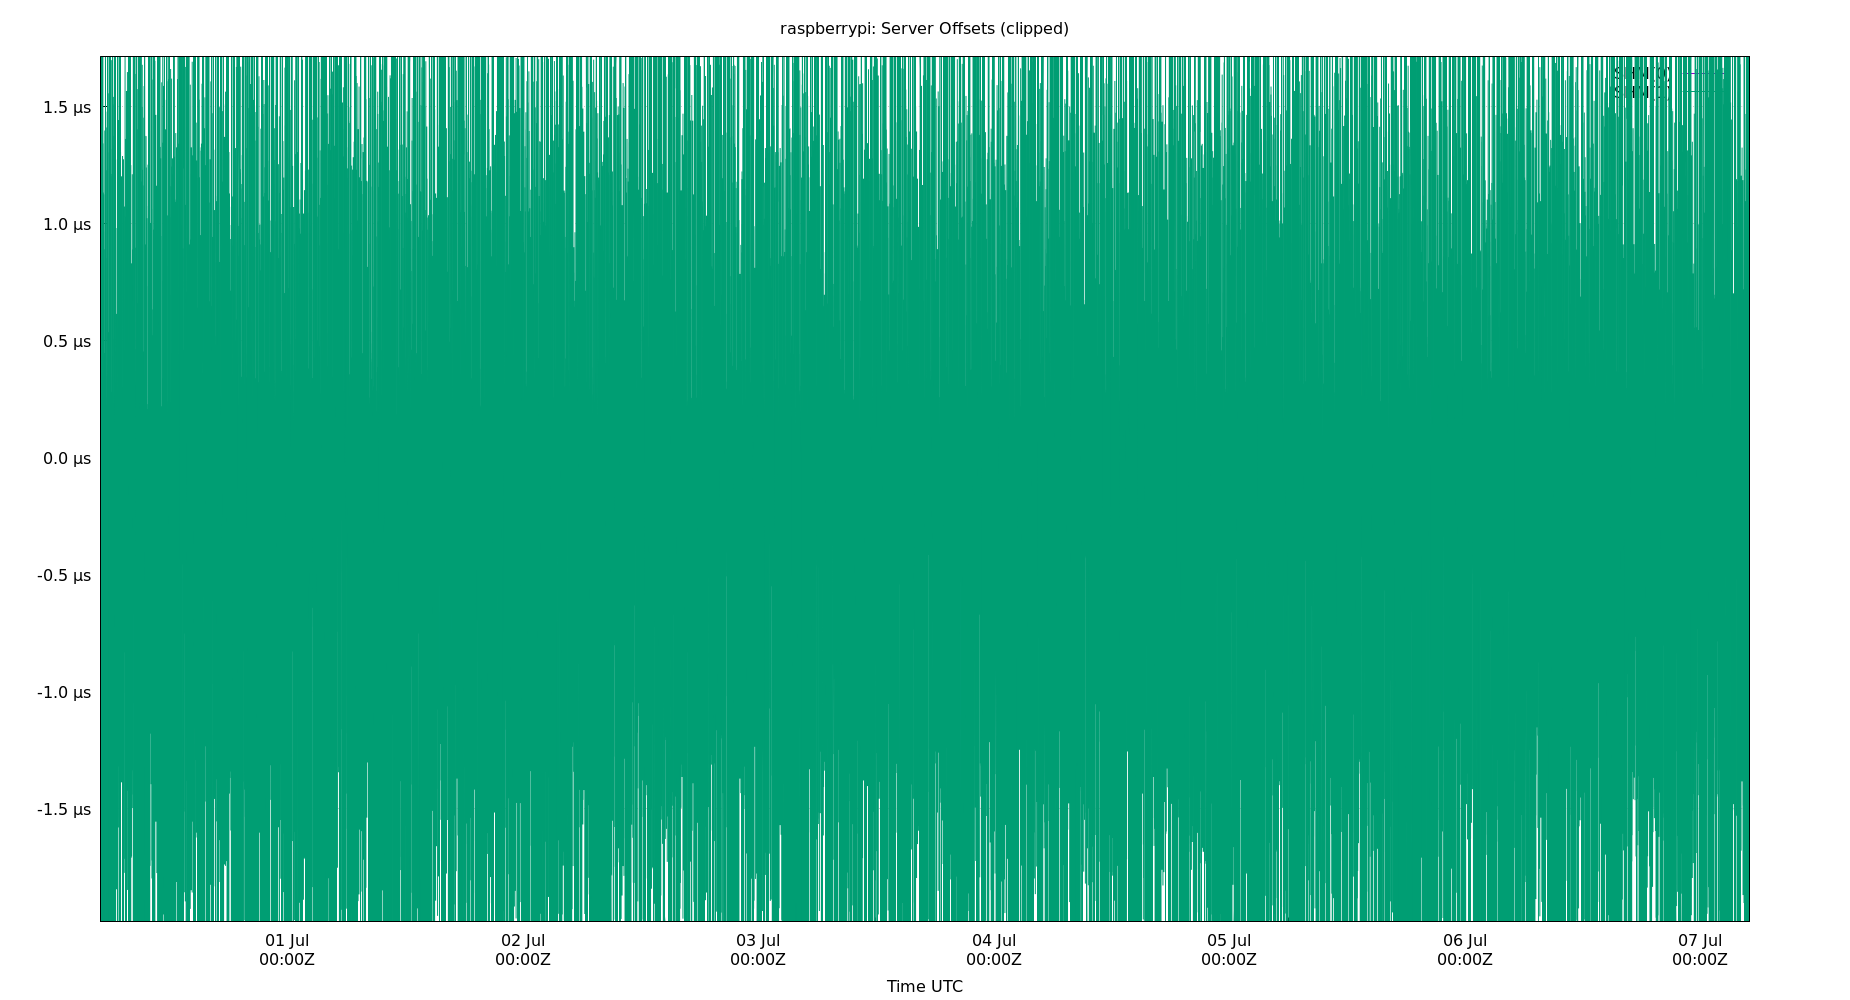 raspberrypi: Server Offsets (clipped)
1.5 µs
1.0 µs
0.5 µs
0.0 µs
-0.5 µs
-1.0 µs
-1.5 µs
01 Jul 02 Jul 03 Jul 04 Jul 05 Jul 06 Jul 07 Jul
00:00Z 00:00Z 00:00Z 00:00Z 00:00Z 00:00Z 00:00Z
Time UTC